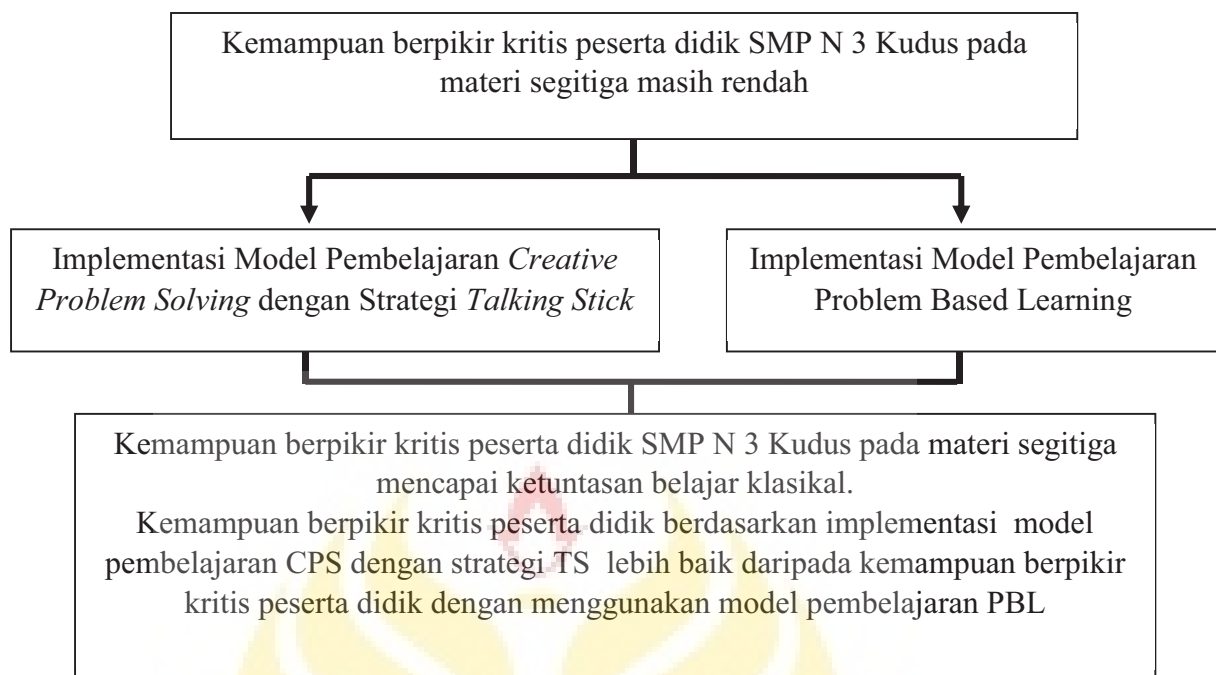 Kemampuan berpikir kritis peserta didik SMP N 3 Kudus pada
materi segitiga masih rendah
Implementasi Model Pembelajaran Creative
Problem Solving dengan Strategi Talking Stick
Implementasi Model Pembelajaran
Problem Based Learning
Kemampuan berpikir kritis peserta didik SMP N 3 Kudus pada materi segitiga
mencapai ketuntasan belajar klasikal.
Kemampuan berpikir kritis peserta didik berdasarkan implementasi model
pembelajaran CPS dengan strategi TS lebih baik daripada kemampuan berpikir
kritis peserta didik dengan menggunakan model pembelajaran PBL